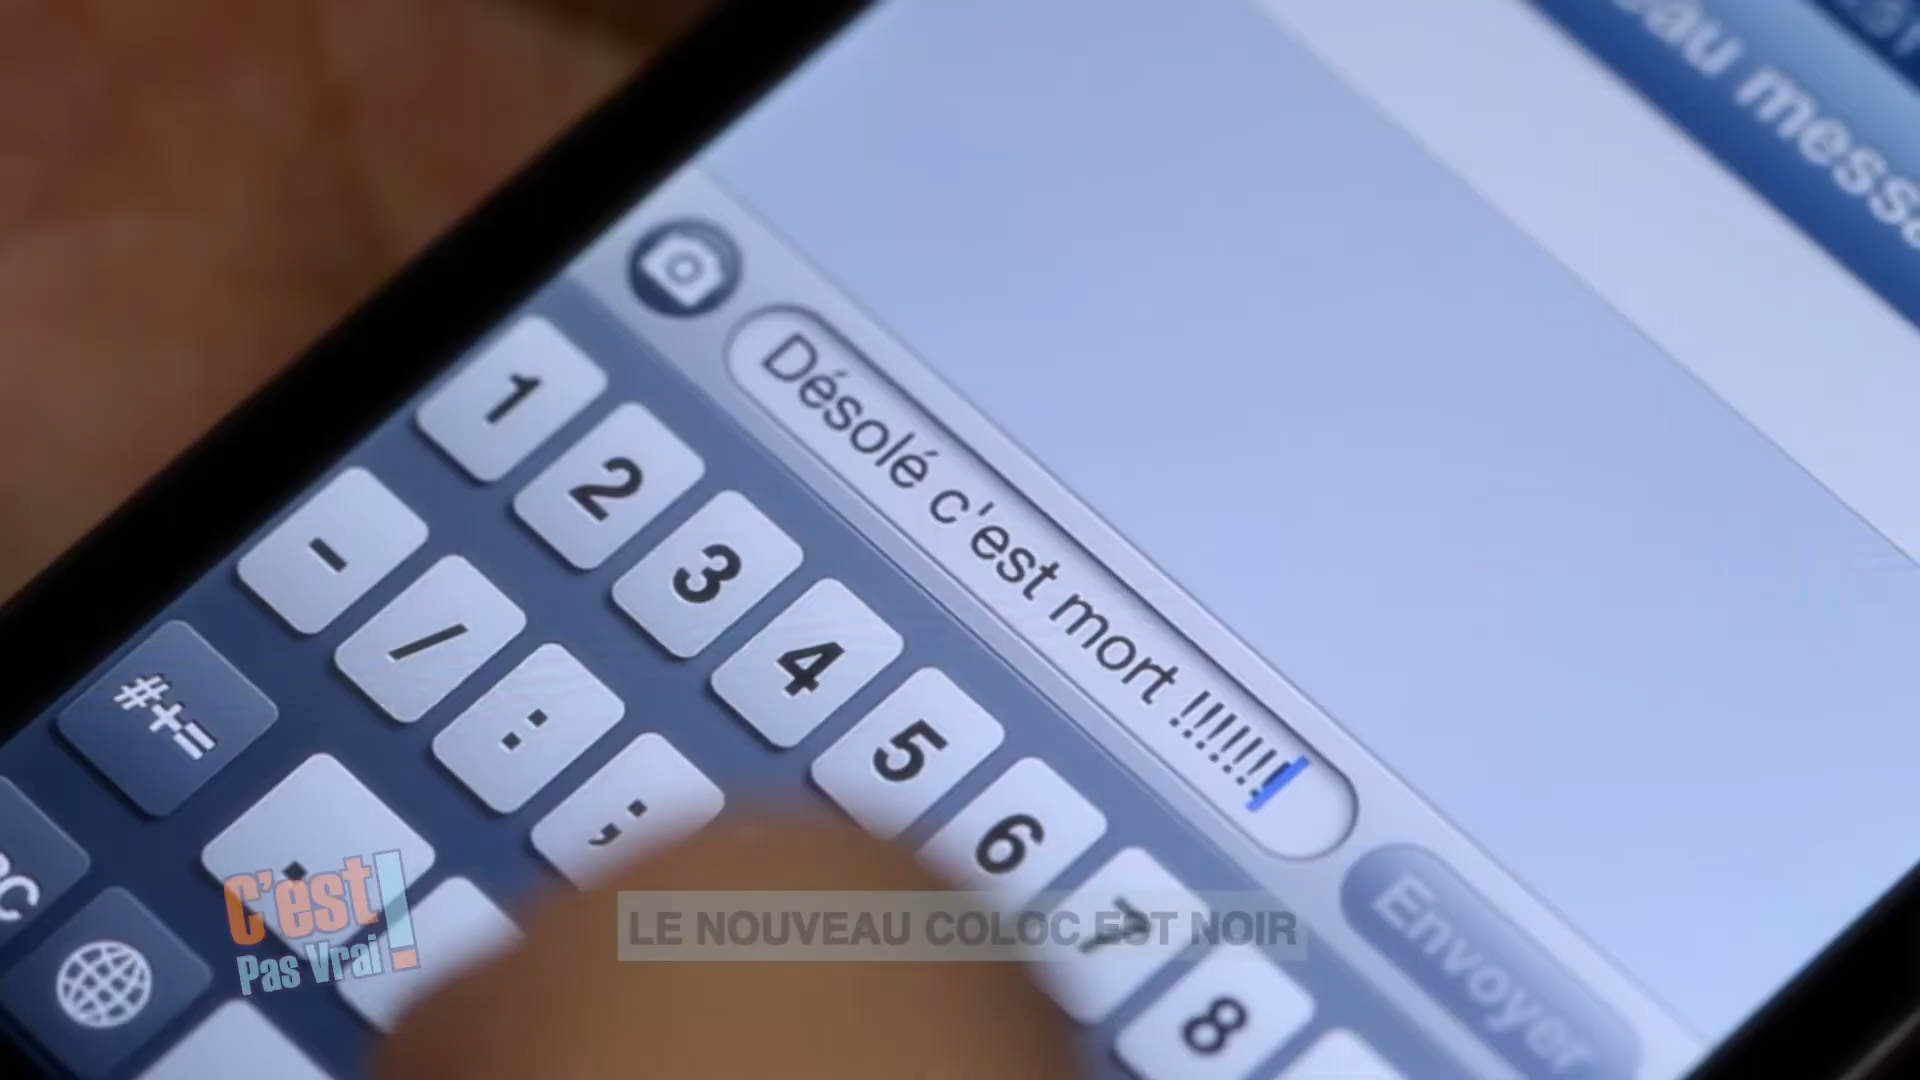 Désolé c'est mort !!!!!!!
1
2
3
4
5
6
7
8
-
/
:
;
#+=
.
Envoyer
C'est
Pas Vrai!
LE NOUVEAU COLOC EST NOIR